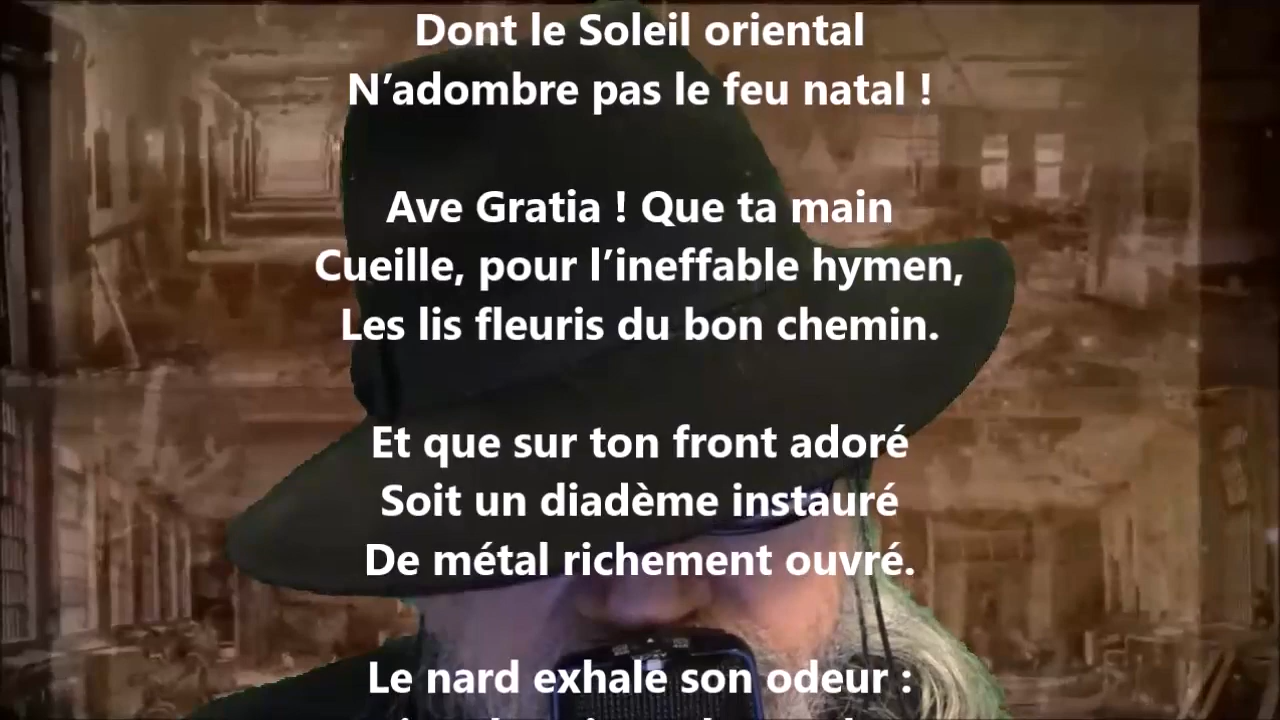 Dont le Soleil oriental
N’adombre pas le feu natal !
Ave Gratia ! Que ta main
Cueille, pour l’ineffable hymen,
Les lis fleuris du bon chemin.
Et que sur ton front adoré
Soit un diadème instauré
De métal richement ouvré.
Le nard exhale son odeur :